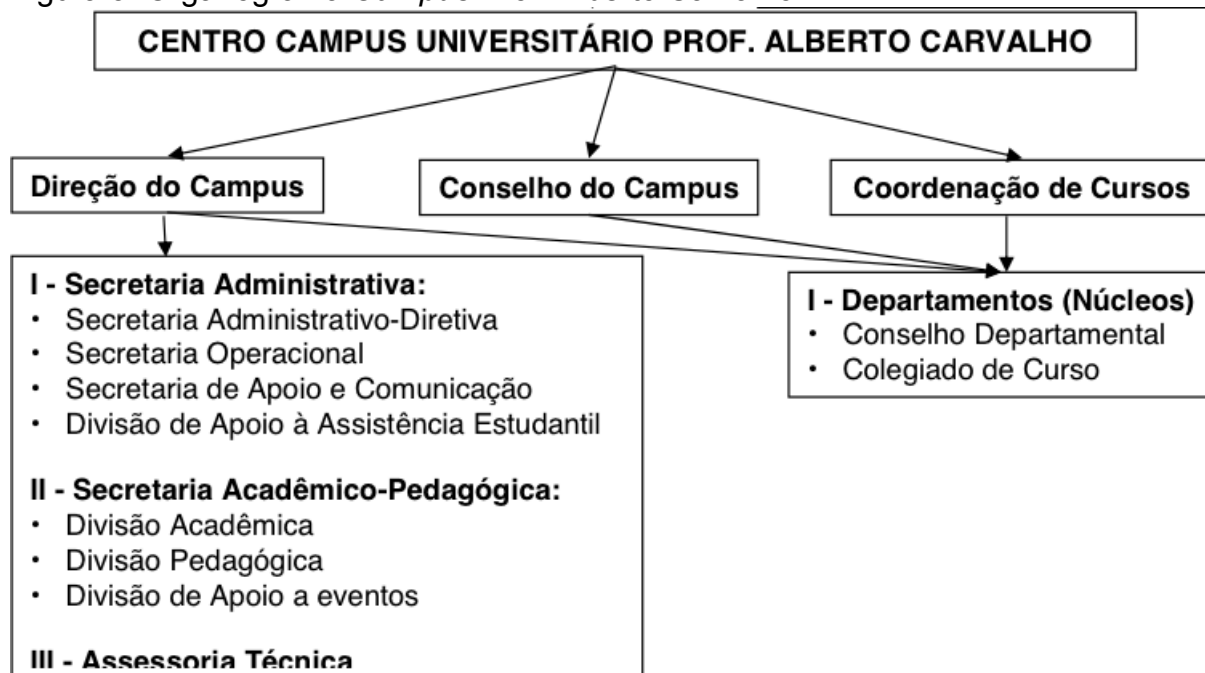 CENTRO CAMPUS UNIVERSITÁRIO PROF. ALBERTO CARVALHO
Direção do Campus
Conselho do Campus
Coordenação de Cursos
I - Secretaria Administrativa:
• Secretaria Administrativo-Diretiva
• Secretaria Operacional
• Secretaria de Apoio e Comunicação
• Divisão de Apoio à Assistência Estudantil
II - Secretaria Acadêmico-Pedagógica:
• Divisão Acadêmica
• Divisão Pedagógica
• Divisão de Apoio a eventos
III - Assessoria Técnica
I - Departamentos (Núcleos)
• Conselho Departamental
• Colegiado de Curso